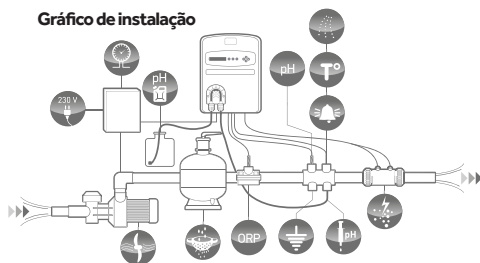 Gráfico de instalação
pH
pH
230 V
ORP
pH